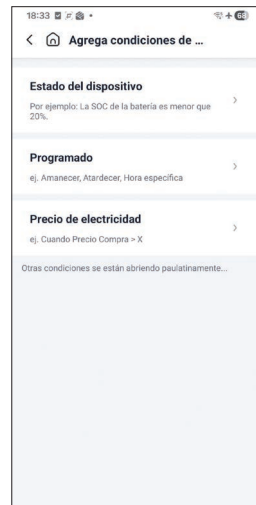 18:33
Agrega condiciones de ...
Estado del dispositivo
Por ejemplo: La SOC de la batería es menor que
20%.
Programado
ej. Amanecer, Atardecer, Hora específica
Precio de electricidad
ej. Cuando Precio Compra > X
Otras condiciones se están abriendo paulatinamente...